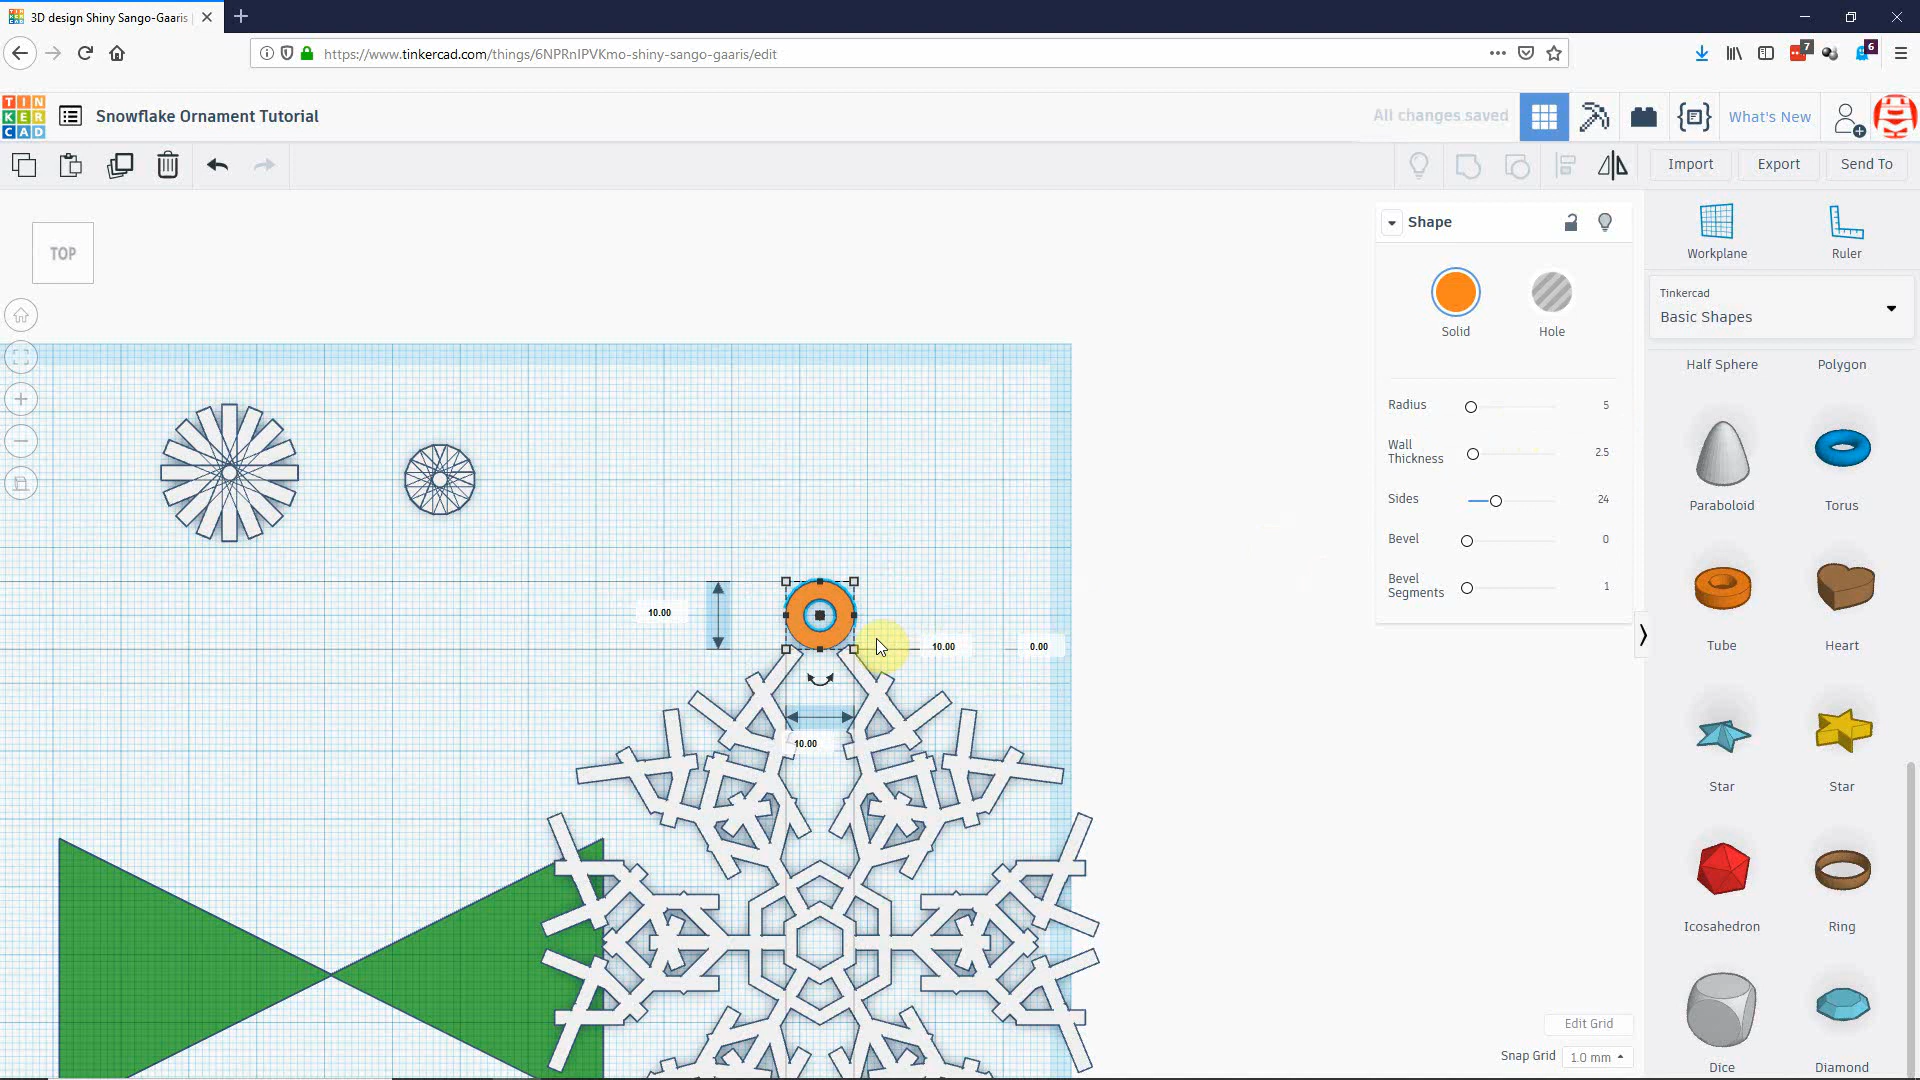 3D design Shiny Sango-Gaaris
https://www.tinkercad.com/things/6NPRnIPVKmo-shiny-sango-gaaris/edit
7
6
TIN
KER
CAD
Snowflake Ornament Tutorial
All changes saved
What's New
Import
Export
Send To
TOP
Shape
Solid
Hole
Radius
5
Wall
Thickness
2.5
Sides
24
Bevel
0
Bevel
Segments
1
10.00
10.00
0.00
10.00
Workplane
Ruler
Tinkercad
Basic Shapes
Half Sphere
Polygon
Paraboloid
Torus
Tube
Heart
Star
Star
Icosahedron
Ring
Dice
Diamond
Edit Grid
Snap Grid
1.0 mm